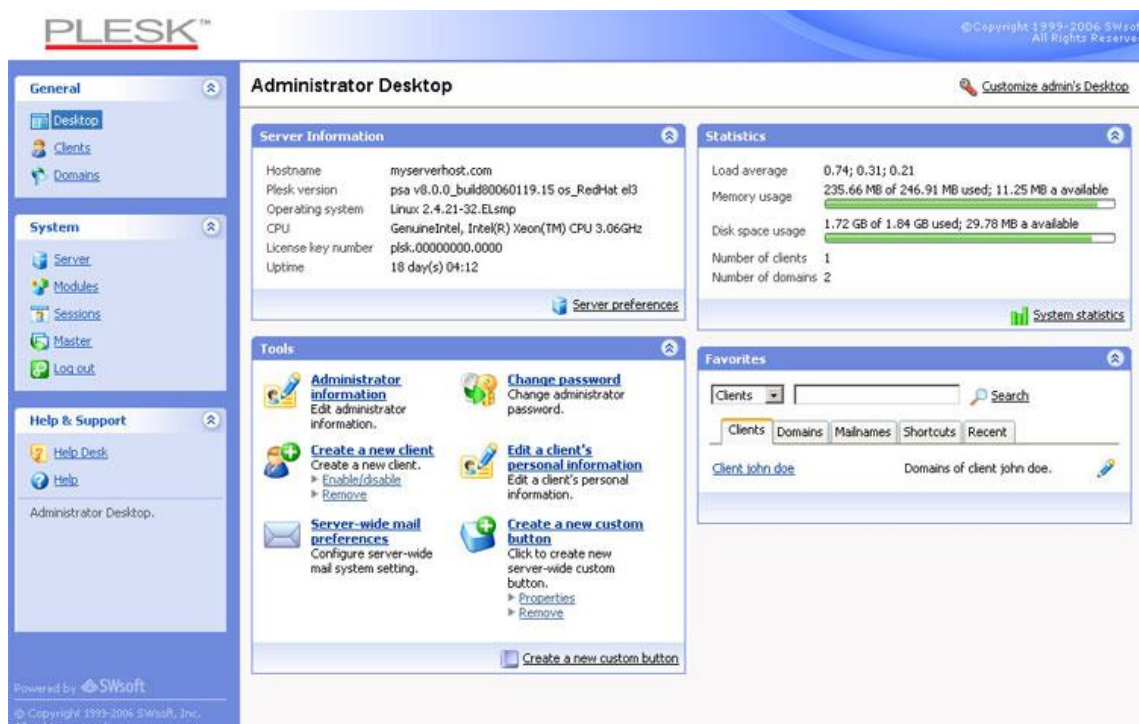 PLESK™
©Copyright 1999-2006 SWsoft
All Rights Reserved
General
Desktop
Clients
Domains
System
Server
Modules
Sessions
Master
Log out
Help & Support
Help Desk
Help
Administrator Desktop.
Powered by SWsoft
© Copyright 1999-2006 SWsoft, Inc.
Administrator Desktop
Customize admin's Desktop
Server Information
Hostname myserverhost.com
Plesk version psa v8.0.0_build80060119.15 os_RedHat el3
Operating system Linux 2.4.21-32.ELsmp
CPU GenuineIntel, Intel(R) Xeon(TM) CPU 3.06GHz
License key number plsk.00000000.0000
Uptime 18 day(s) 04:12
Server preferences
Tools
Administrator
information
Edit administrator
information.
Change password
Change administrator
password.
Create a new client
Create a new client.
Enable/disable
Remove
Edit a client's
personal information
Edit a client's personal
information.
Server-wide mail
preferences
Configure server-wide
mail system setting.
Create a new custom
button
Click to create new
server-wide custom
button.
Properties
Remove
Create a new custom button
Statistics
Load average 0.74; 0.31; 0.21
Memory usage 235.66 MB of 246.91 MB used; 11.25 MB a available
Disk space usage 1.72 GB of 1.84 GB used; 29.78 MB a available
Number of clients 1
Number of domains 2
System statistics
Favorites
Clients Search
Clients Domains Mailnames Shortcuts Recent
Client john doe Domains of client john doe.